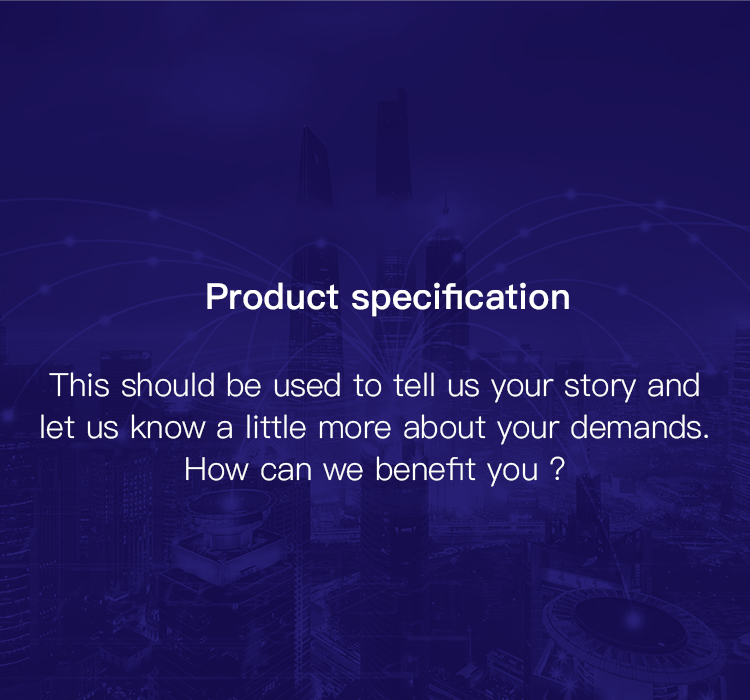 Product specification
This should be used to tell us your story and
let us know a little more about your demands.
How can we benefit you ?